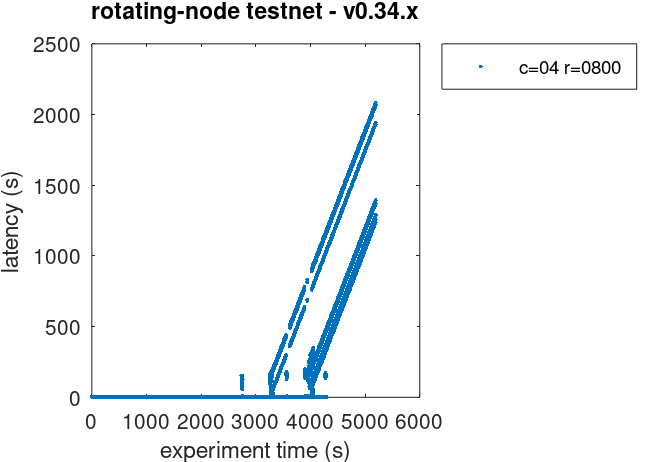 rotating-node testnet - v0.34.x
c=04 r=0800
2500
2000
1500
1000
500
0
latency (s)
0 1000 2000 3000 4000 5000 6000
experiment time (s)